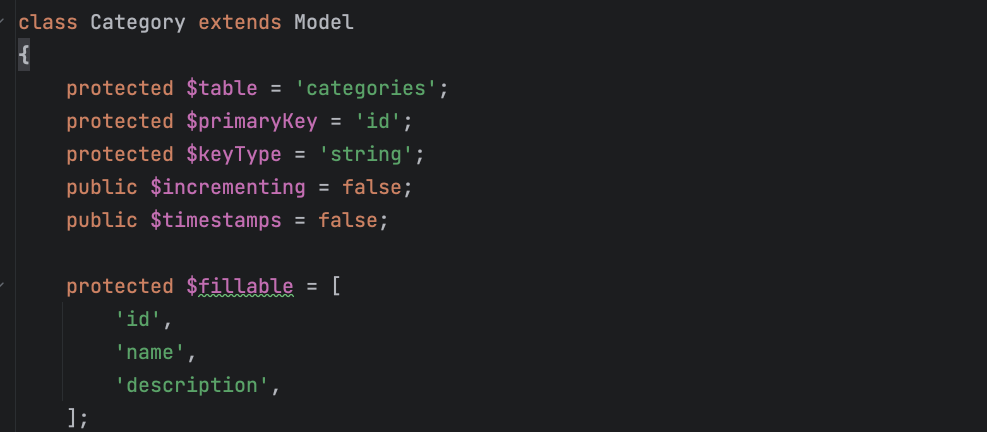 class Category extends Model
{
    protected $table = 'categories';
    protected $primaryKey = 'id';
    protected $keyType = 'string';
    public $incrementing = false;
    public $timestamps = false;

    protected $fillable = [
        'id',
        'name',
        'description',
    ];